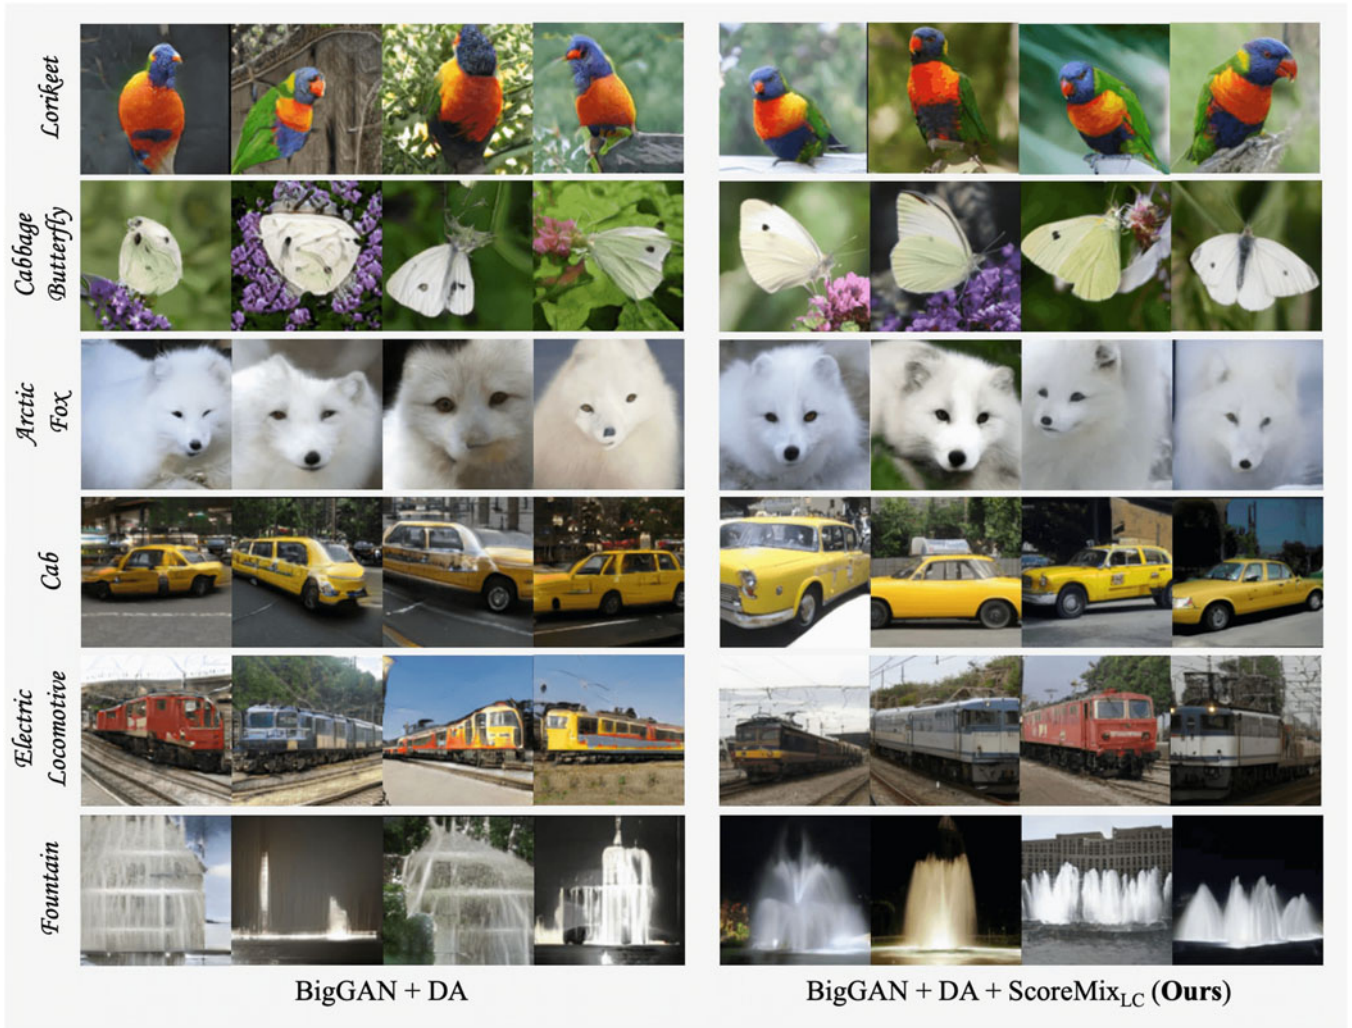 Lorikeet
Cabbage
Butterfly
Arctic
Fox
Cab
Electric
Locomotive
Fountain
BigGAN + DA
BigGAN + DA + ScoreMixLC (Ours)